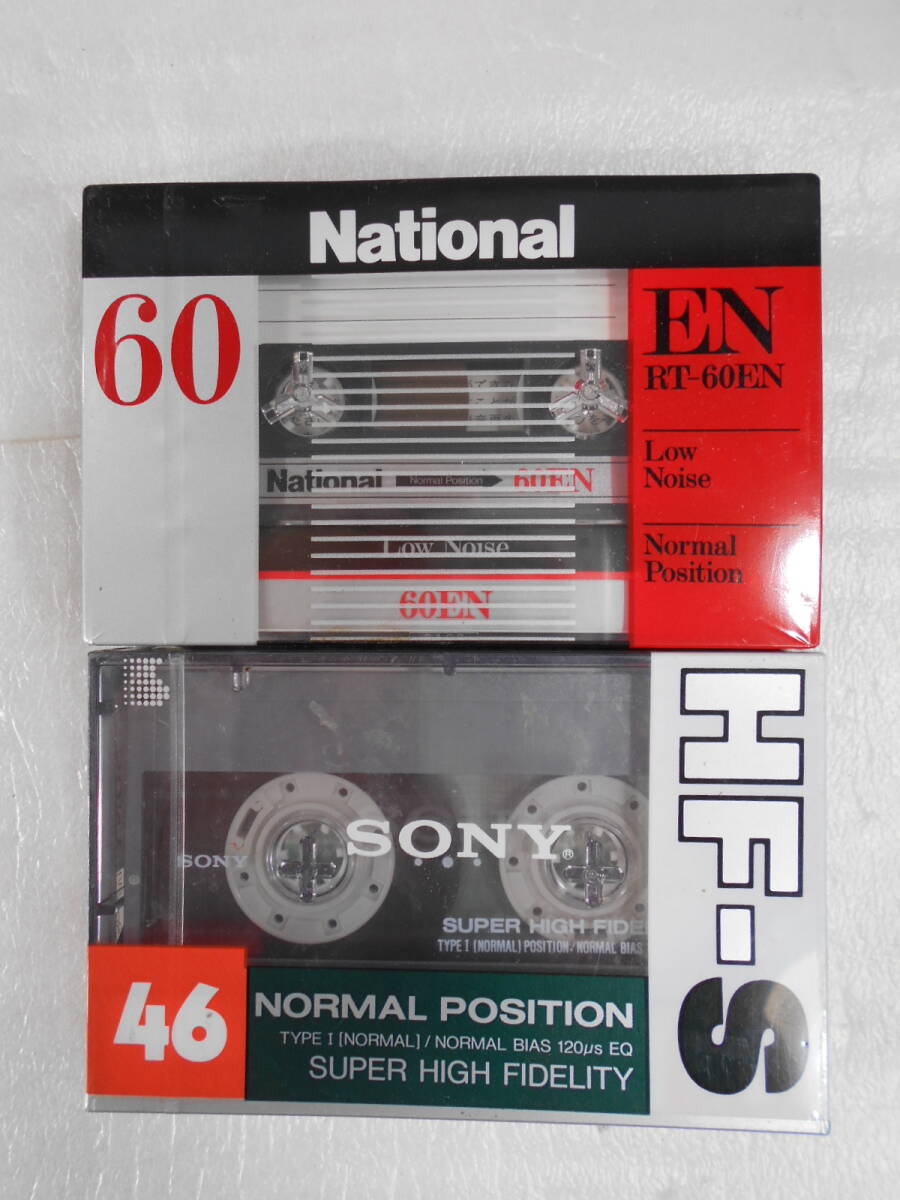 National
60
EN
RT-60EN
Low
Noise
Normal
Position
National Normal Position 60EN
Low Noise
60EN
HF-S
SONY
SONY®
SUPER HIGH
TYPE I [NORMAL] POSITION · NORMAL BIAS
46
NORMAL POSITION
TYPE I [NORMAL] / NORMAL BIAS 120μs EQ
SUPER HIGH FIDELITY